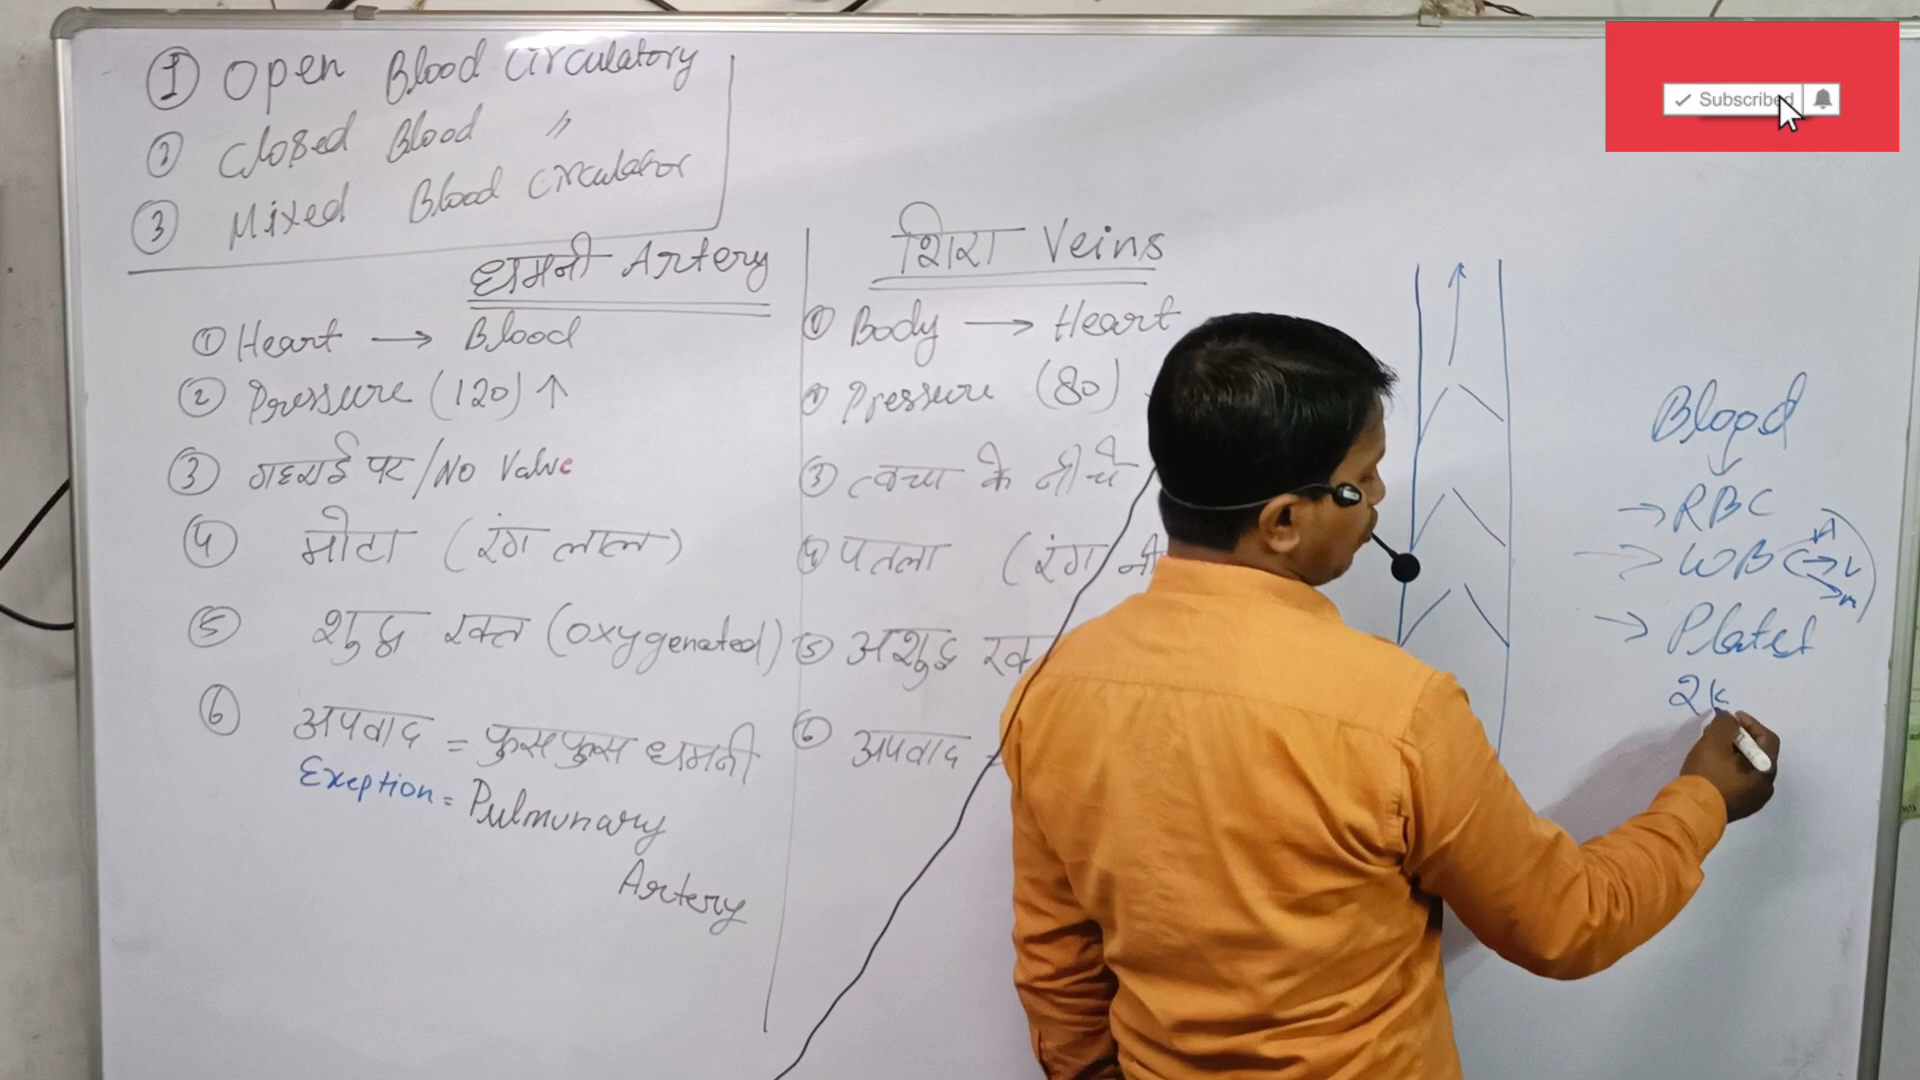 ① Open Blood Circulatory
② Closed Blood "
③ Mixed Blood Circulator
धमनी Artery
① Heart → Blood
② Pressure (120) ↑
③ गहराई पर / No Valve
④ मोटा (रंग लाल)
⑤ शुद्ध रक्त (oxygenated)
⑥ अपवाद = फुसफुस धमनी
Exeption = Pulmunary
Artery
शिरा Veins
① Body → Heart
② Pressure (80)
③ त्वचा के नीचे
④ पतला (रंग नी
⑤ अशुद्ध रक्
⑥ अपवाद =
Blood
→ RBC
→ WBC
→ Platest
2k
Subscribed